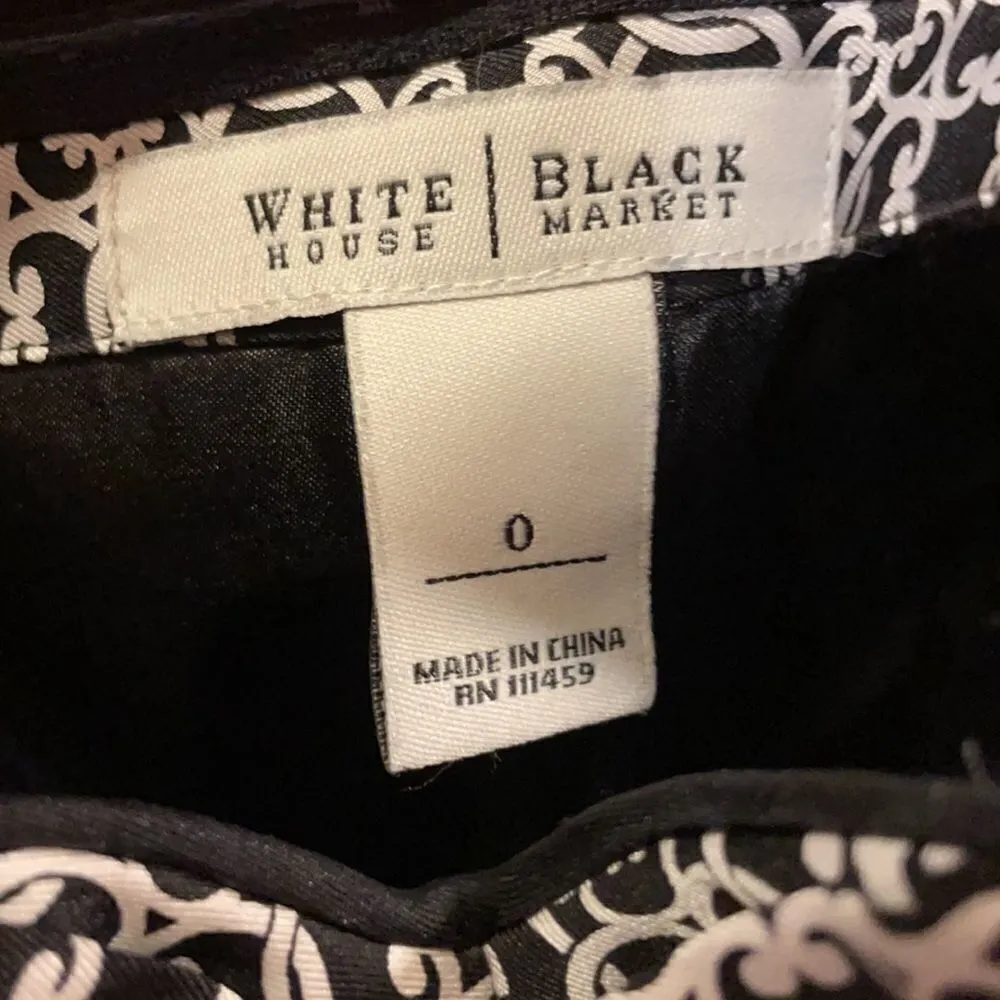 WHITE | BLACK
HOUSE | MARKET
0
MADE IN CHINA
RN 111459